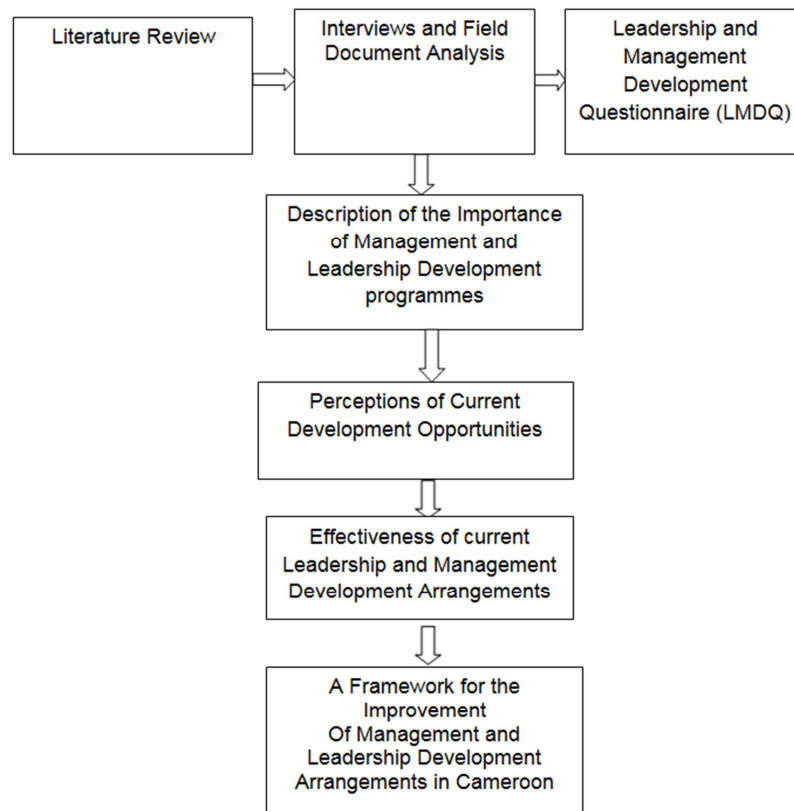 Literature Review
Interviews and Field
Document Analysis
Leadership and
Management
Development
Questionnaire (LMDQ)
Description of the Importance
of Management and
Leadership Development
programmes
Perceptions of Current
Development Opportunities
Effectiveness of current
Leadership and Management
Development Arrangements
A Framework for the
Improvement
Of Management and
Leadership Development
Arrangements in Cameroon